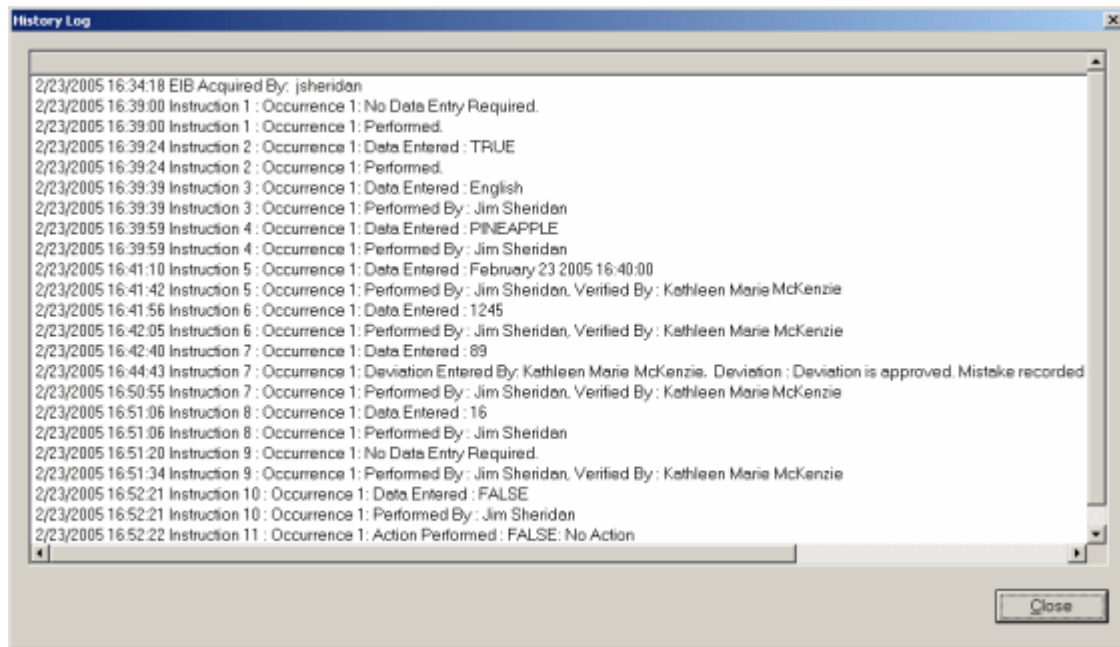 History Log
2/23/2005 16:34:18 EIB Acquired By: jsheridan
2/23/2005 16:39:00 Instruction 1 : Occurrence 1: No Data Entry Required.
2/23/2005 16:39:00 Instruction 1 : Occurrence 1: Performed.
2/23/2005 16:39:24 Instruction 2 : Occurrence 1: Data Entered : TRUE
2/23/2005 16:39:24 Instruction 2 : Occurrence 1: Performed.
2/23/2005 16:39:39 Instruction 3 : Occurrence 1: Data Entered : English
2/23/2005 16:39:39 Instruction 3 : Occurrence 1: Performed By : Jim Sheridan
2/23/2005 16:39:59 Instruction 4 : Occurrence 1: Data Entered : PINEAPPLE
2/23/2005 16:39:59 Instruction 4 : Occurrence 1: Performed By : Jim Sheridan
2/23/2005 16:41:10 Instruction 5 : Occurrence 1: Data Entered : February 23 2005 16:40:00
2/23/2005 16:41:42 Instruction 5 : Occurrence 1: Performed By : Jim Sheridan, Verified By : Kathleen Marie McKenzie
2/23/2005 16:41:56 Instruction 6 : Occurrence 1: Data Entered : 1245
2/23/2005 16:42:05 Instruction 6 : Occurrence 1: Performed By : Jim Sheridan, Verified By : Kathleen Marie McKenzie
2/23/2005 16:42:40 Instruction 7 : Occurrence 1: Data Entered : 89
2/23/2005 16:44:43 Instruction 7 : Occurrence 1: Deviation Entered By: Kathleen Marie McKenzie. Deviation : Deviation is approved. Mistake recorded
2/23/2005 16:50:55 Instruction 7 : Occurrence 1: Performed By : Jim Sheridan, Verified By : Kathleen Marie McKenzie
2/23/2005 16:51:06 Instruction 8 : Occurrence 1: Data Entered : 16
2/23/2005 16:51:06 Instruction 8 : Occurrence 1: Performed By : Jim Sheridan
2/23/2005 16:51:20 Instruction 9 : Occurrence 1: No Data Entry Required.
2/23/2005 16:51:34 Instruction 9 : Occurrence 1: Performed By : Jim Sheridan, Verified By : Kathleen Marie McKenzie
2/23/2005 16:52:21 Instruction 10 : Occurrence 1: Data Entered : FALSE
2/23/2005 16:52:21 Instruction 10 : Occurrence 1: Performed By : Jim Sheridan
2/23/2005 16:52:22 Instruction 11 : Occurrence 1: Action Performed : FALSE: No Action
Close